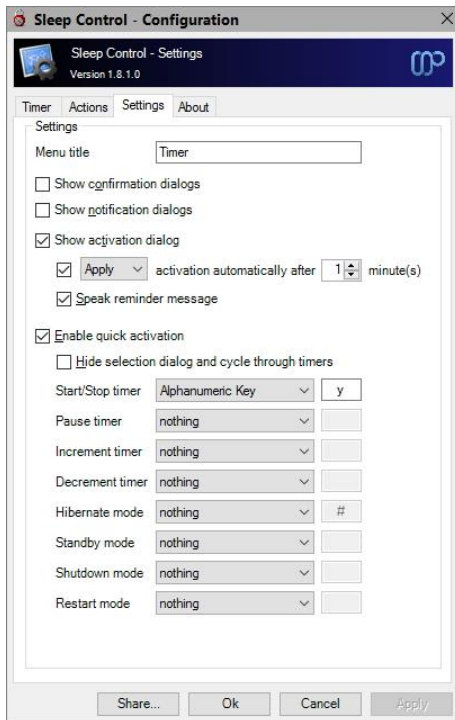 Sleep Control - Configuration
Sleep Control - Settings
Version 1.8.1.0
Timer Actions Settings About
Settings
Menu title Timer
Show confirmation dialogs
Show notification dialogs
Show activation dialog
Apply activation automatically after 1 minute(s)
Speak reminder message
Enable quick activation
Hide selection dialog and cycle through timers
Start/Stop timer Alphanumeric Key y
Pause timer nothing
Increment timer nothing
Decrement timer nothing
Hibernate mode nothing #
Standby mode nothing
Shutdown mode nothing
Restart mode nothing
Share... Ok Cancel Apply